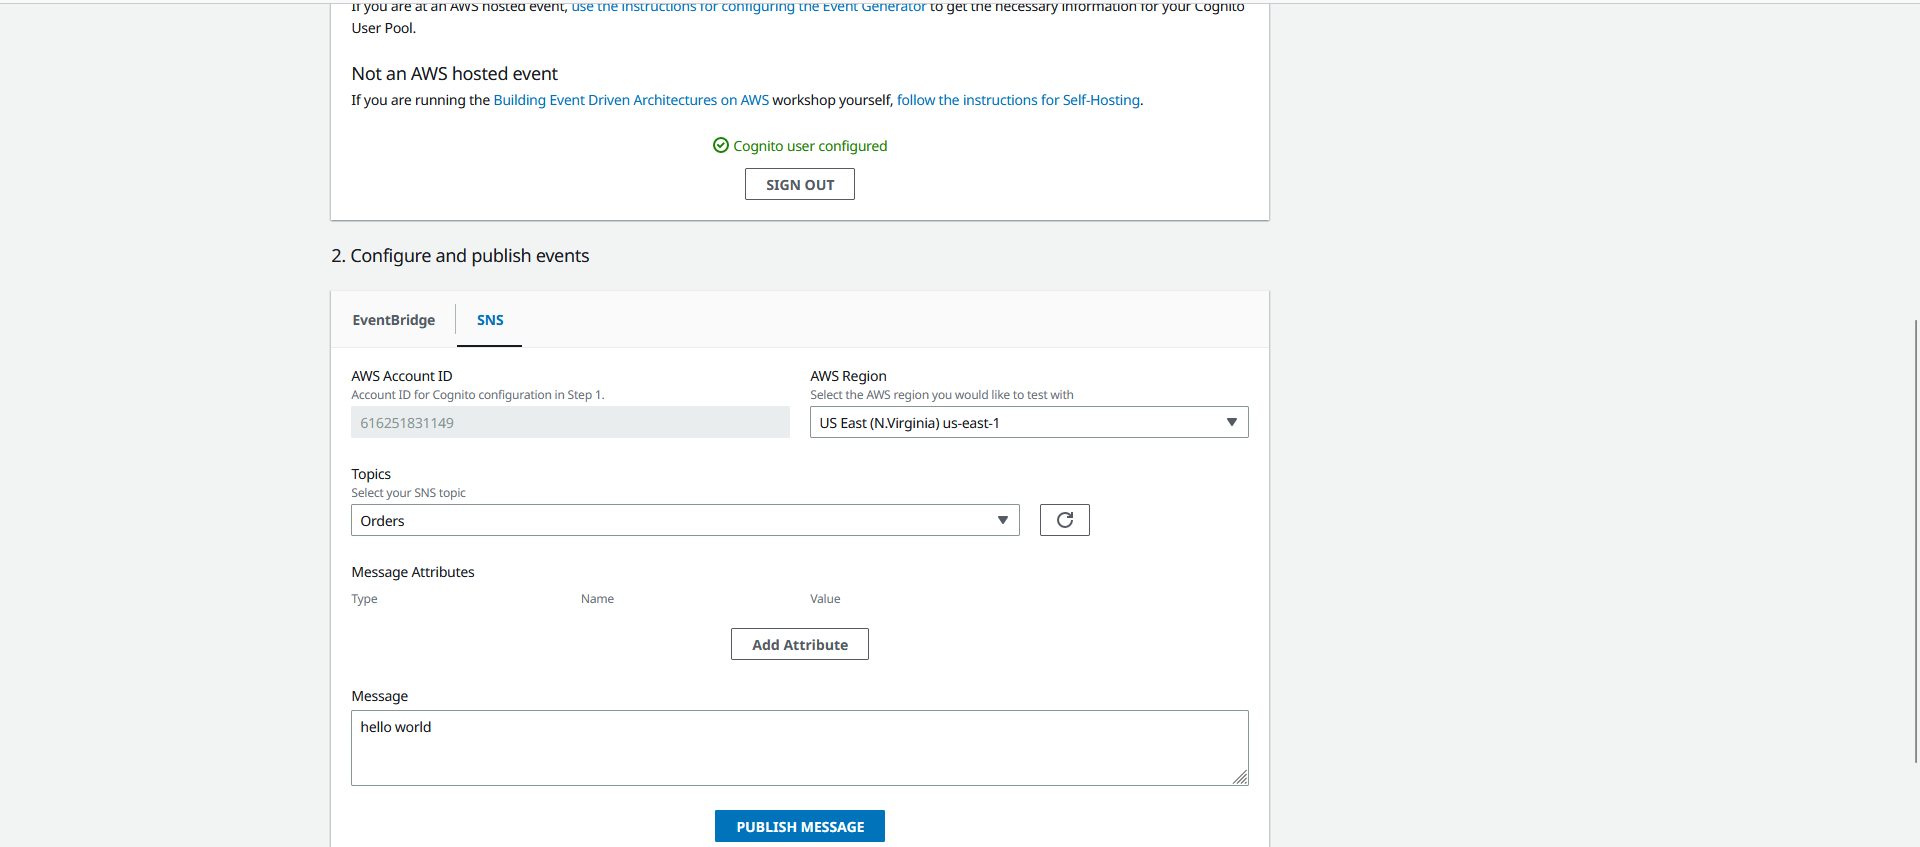 If you are at an AWS hosted event, use the instructions for configuring the Event Generator to get the necessary information for your Cognito
User Pool.
Not an AWS hosted event
If you are running the Building Event Driven Architectures on AWS workshop yourself, follow the instructions for Self-Hosting.
Cognito user configured
SIGN OUT
2. Configure and publish events
EventBridge SNS
AWS Account ID
Account ID for Cognito configuration in Step 1.
616251831149
AWS Region
Select the AWS region you would like to test with
US East (N.Virginia) us-east-1
Topics
Select your SNS topic
Orders
Message Attributes
Type Name Value
Add Attribute
Message
hello world
PUBLISH MESSAGE